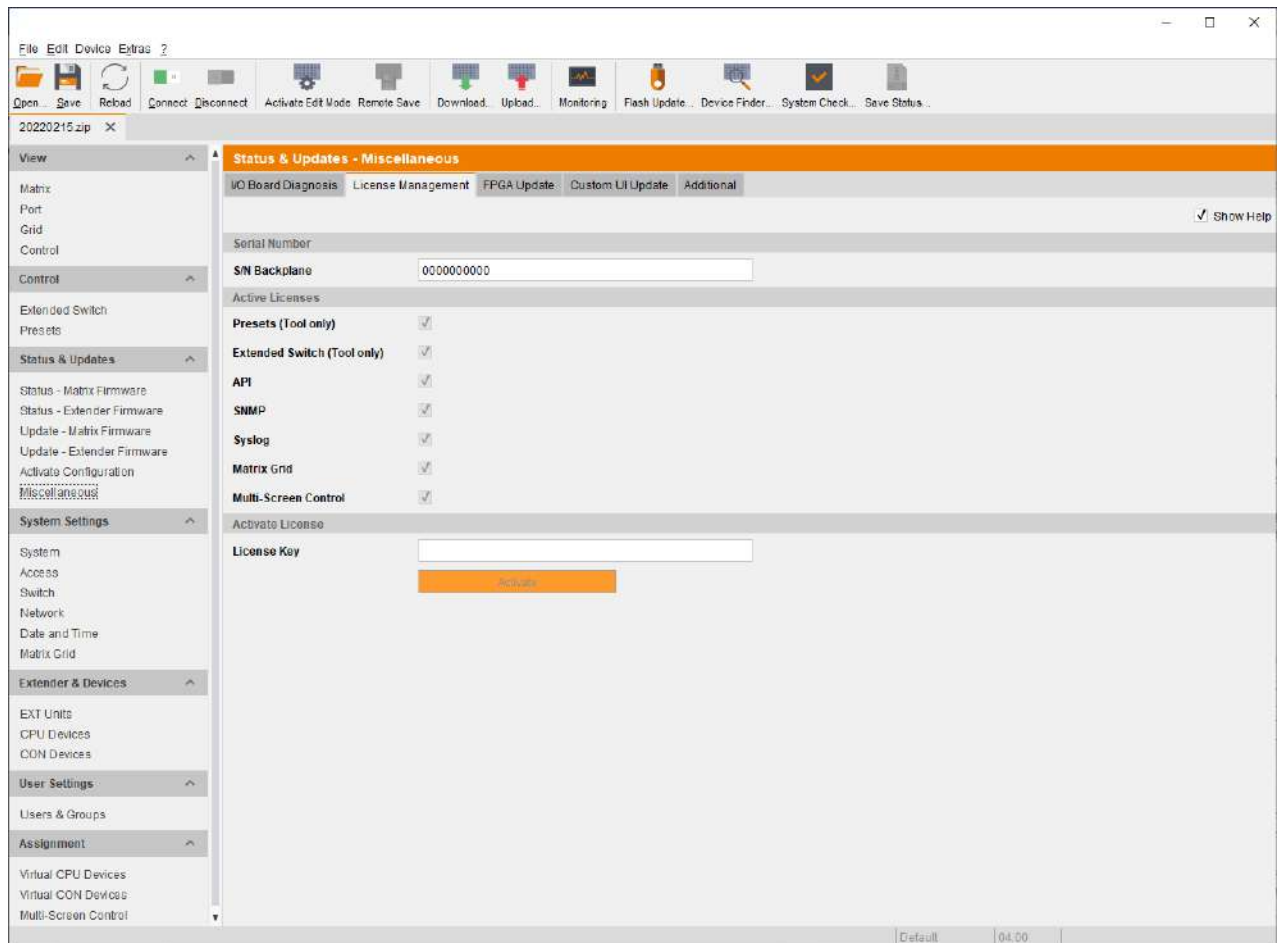 File Edit Device Extras ?
Open... Save Reload Connect Disconnect Activate Edit Mode Remote Save Download... Upload... Monitoring Flash Update... Device Finder... System Check... Save Status...
20220215.zip
View
Matrix
Port
Grid
Control
Control
Extended Switch
Presets
Status & Updates
Status - Matrix Firmware
Status - Extender Firmware
Update - Matrix Firmware
Update - Extender Firmware
Activate Configuration
Miscellaneous
System Settings
System
Access
Switch
Network
Date and Time
Matrix Grid
Extender & Devices
EXT Units
CPU Devices
CON Devices
User Settings
Users & Groups
Assignment
Virtual CPU Devices
Virtual CON Devices
Multi-Screen Control
Status & Updates - Miscellaneous
I/O Board Diagnosis License Management FPGA Update Custom UI Update Additional
Show Help
Serial Number
S/N Backplane 0000000000
Active Licenses
Presets (Tool only)
Extended Switch (Tool only)
API
SNMP
Syslog
Matrix Grid
Multi-Screen Control
Activate License
License Key
Activate
Default 04.00